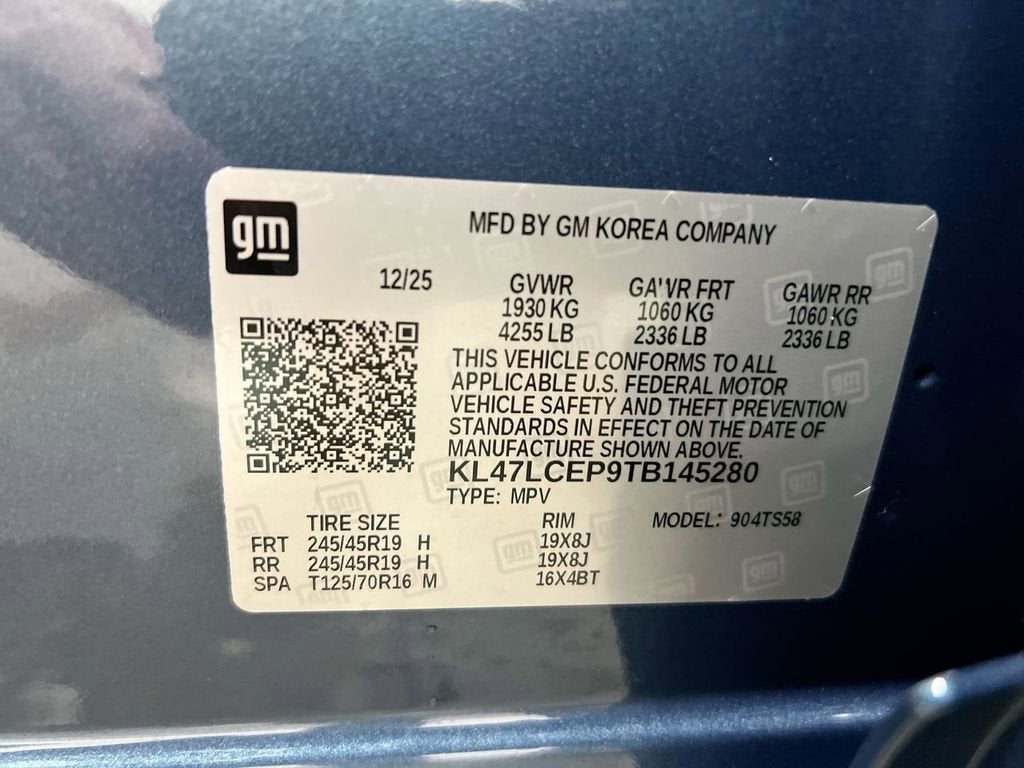 gm
MFD BY GM KOREA COMPANY
12/25 GVWR GAWR FRT GAWR RR
1930 KG 1060 KG 1060 KG
4255 LB 2336 LB 2336 LB
THIS VEHICLE CONFORMS TO ALL
APPLICABLE U.S. FEDERAL MOTOR
VEHICLE SAFETY AND THEFT PREVENTION
STANDARDS IN EFFECT ON THE DATE OF
MANUFACTURE SHOWN ABOVE.
KL47LCEP9TB145280
TYPE: MPV
TIRE SIZE RIM MODEL: 904TS58
FRT 245/45R19 H 19X8J
RR 245/45R19 H 19X8J
SPA T125/70R16 M 16X4BT